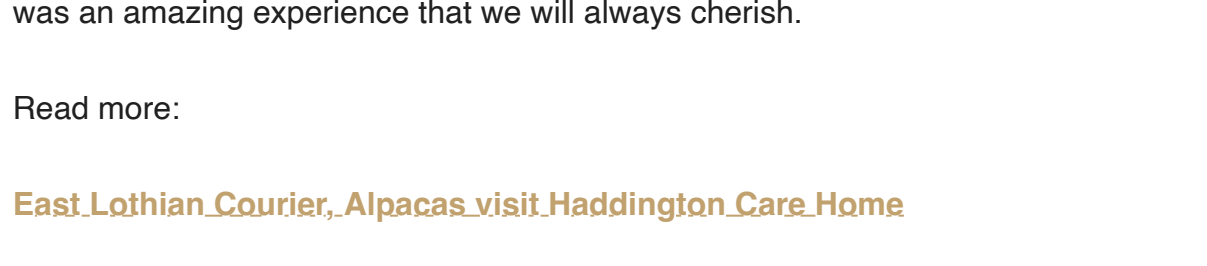 was an amazing experience that we will always cherish.
Read more:
East Lothian Courier, Alpacas visit Haddington Care Home